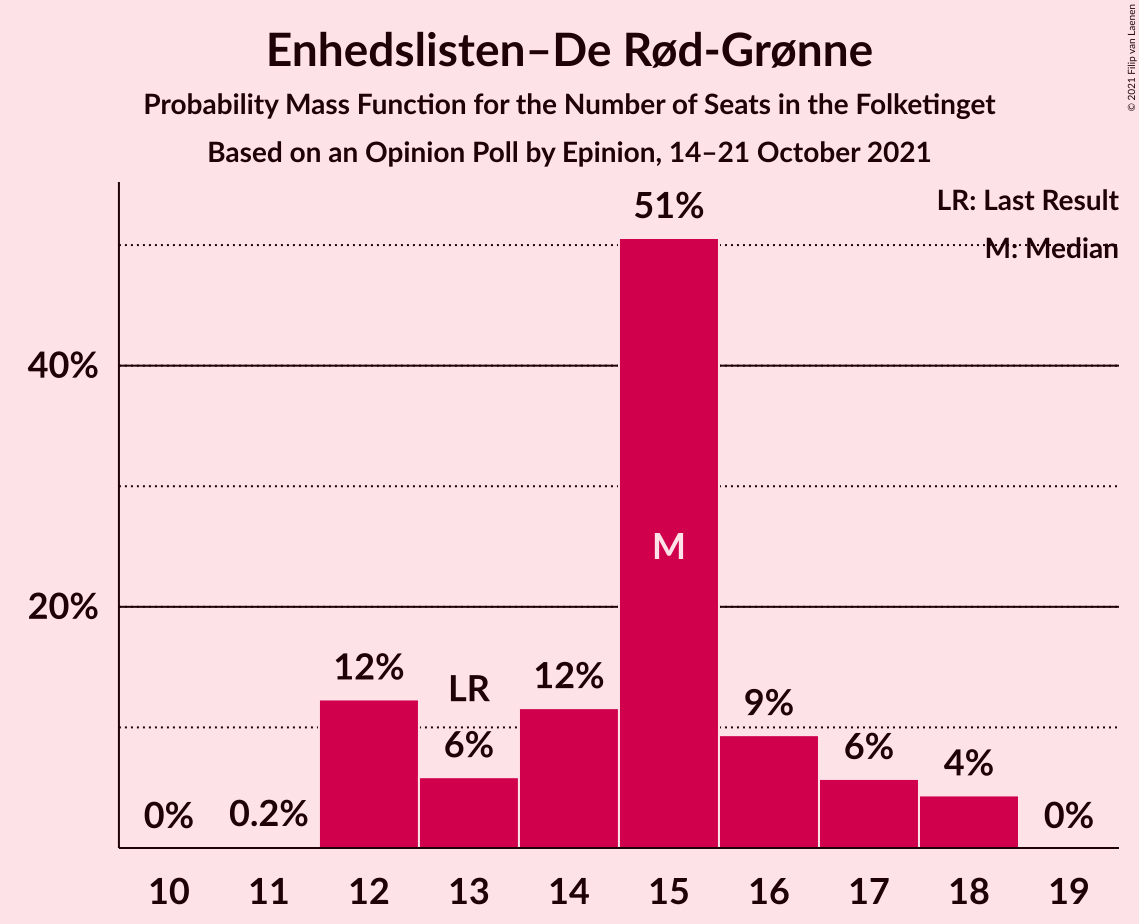 Enhedslisten–De Rød-Grønne
Probability Mass Function for the Number of Seats in the Folketinget
Based on an Opinion Poll by Epinion, 14–21 October 2021
© 2021 Filip van Laenen
LR: Last Result
M: Median
51%
40%
20%
M
12%
LR
6%
12%
9%
6%
4%
0%
0.2%
0%
10 11 12 13 14 15 16 17 18 19